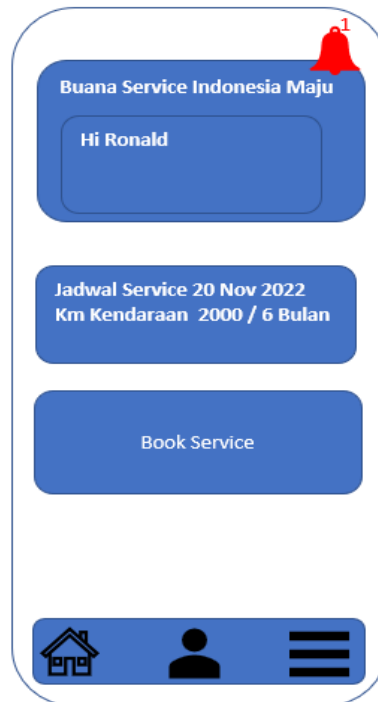 1
Buana Service Indonesia Maju
Hi Ronald
Jadwal Service 20 Nov 2022
Km Kendaraan  2000 / 6 Bulan
Book Service